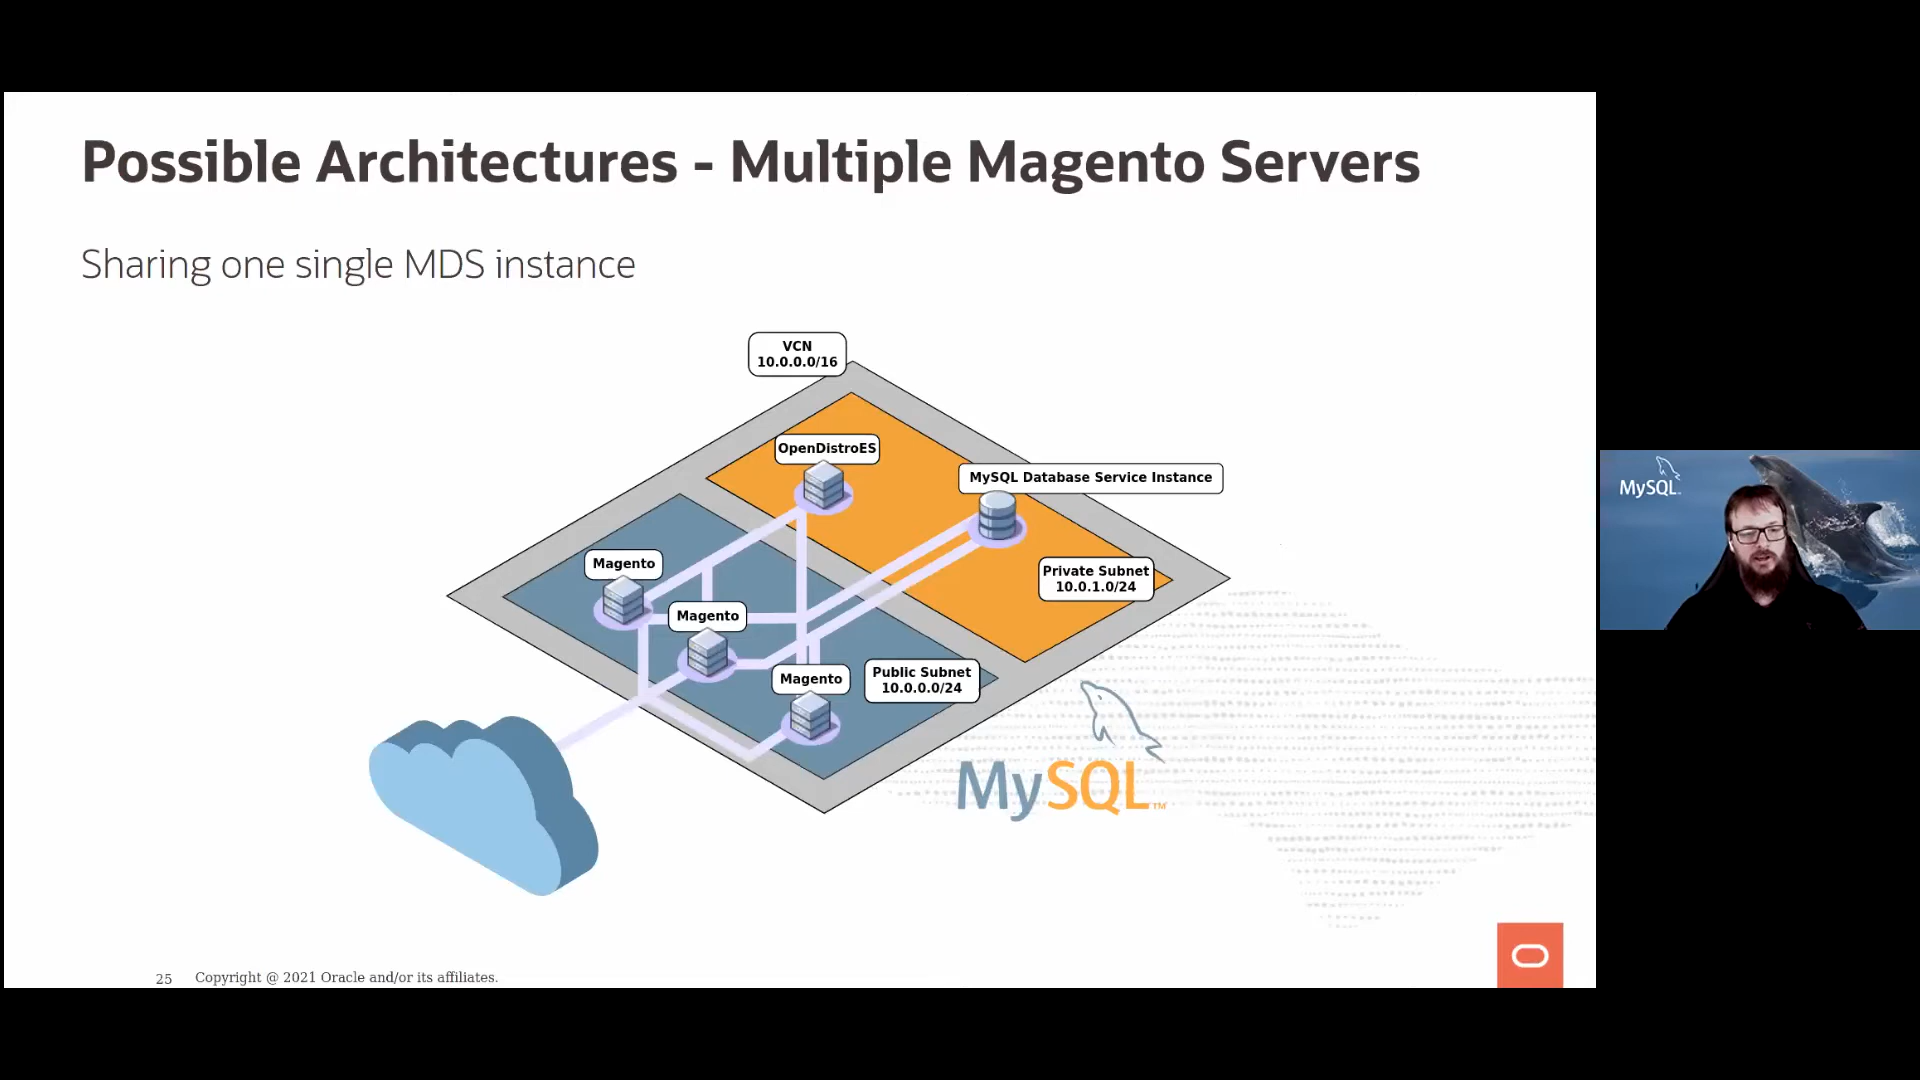 Possible Architectures - Multiple Magento Servers
Sharing one single MDS instance
VCN
10.0.0.0/16
OpenDistroES
MySQL Database Service Instance
Magento
Private Subnet
10.0.1.0/24
Magento
Magento
Public Subnet
10.0.0.0/24
MySQL™
25 Copyright @ 2021 Oracle and/or its affiliates.
MySQL™